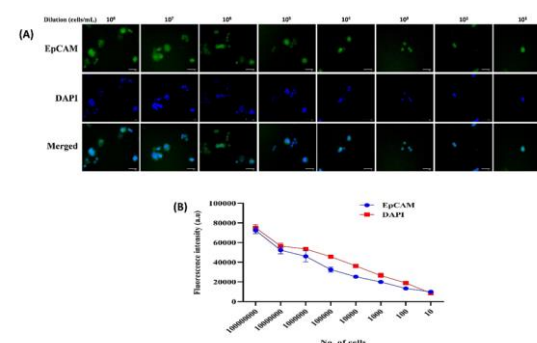 Dilution (cells/mL) 10⁸ 10⁷ 10⁶ 10⁵ 10⁴ 10³ 10² 10¹
(A)
EpCAM
DAPI
Merged
(B)
EpCAM
DAPI
Fluorescence intensity (a.u)
100000
80000
60000
40000
20000
0
100000000
10000000
1000000
100000
10000
1000
100
10
No. of cells